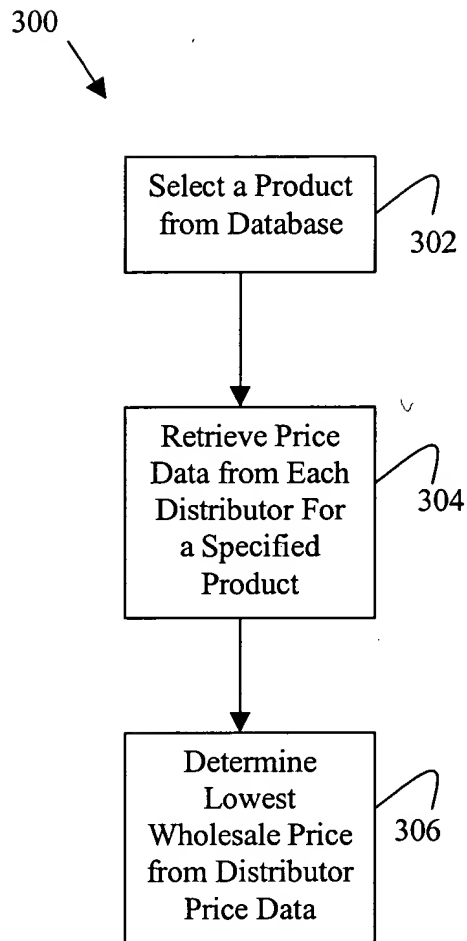 300
Select a Product
from Database
302
Retrieve Price
Data from Each
Distributor For
a Specified
Product
304
Determine
Lowest
Wholesale Price
from Distributor
Price Data
306